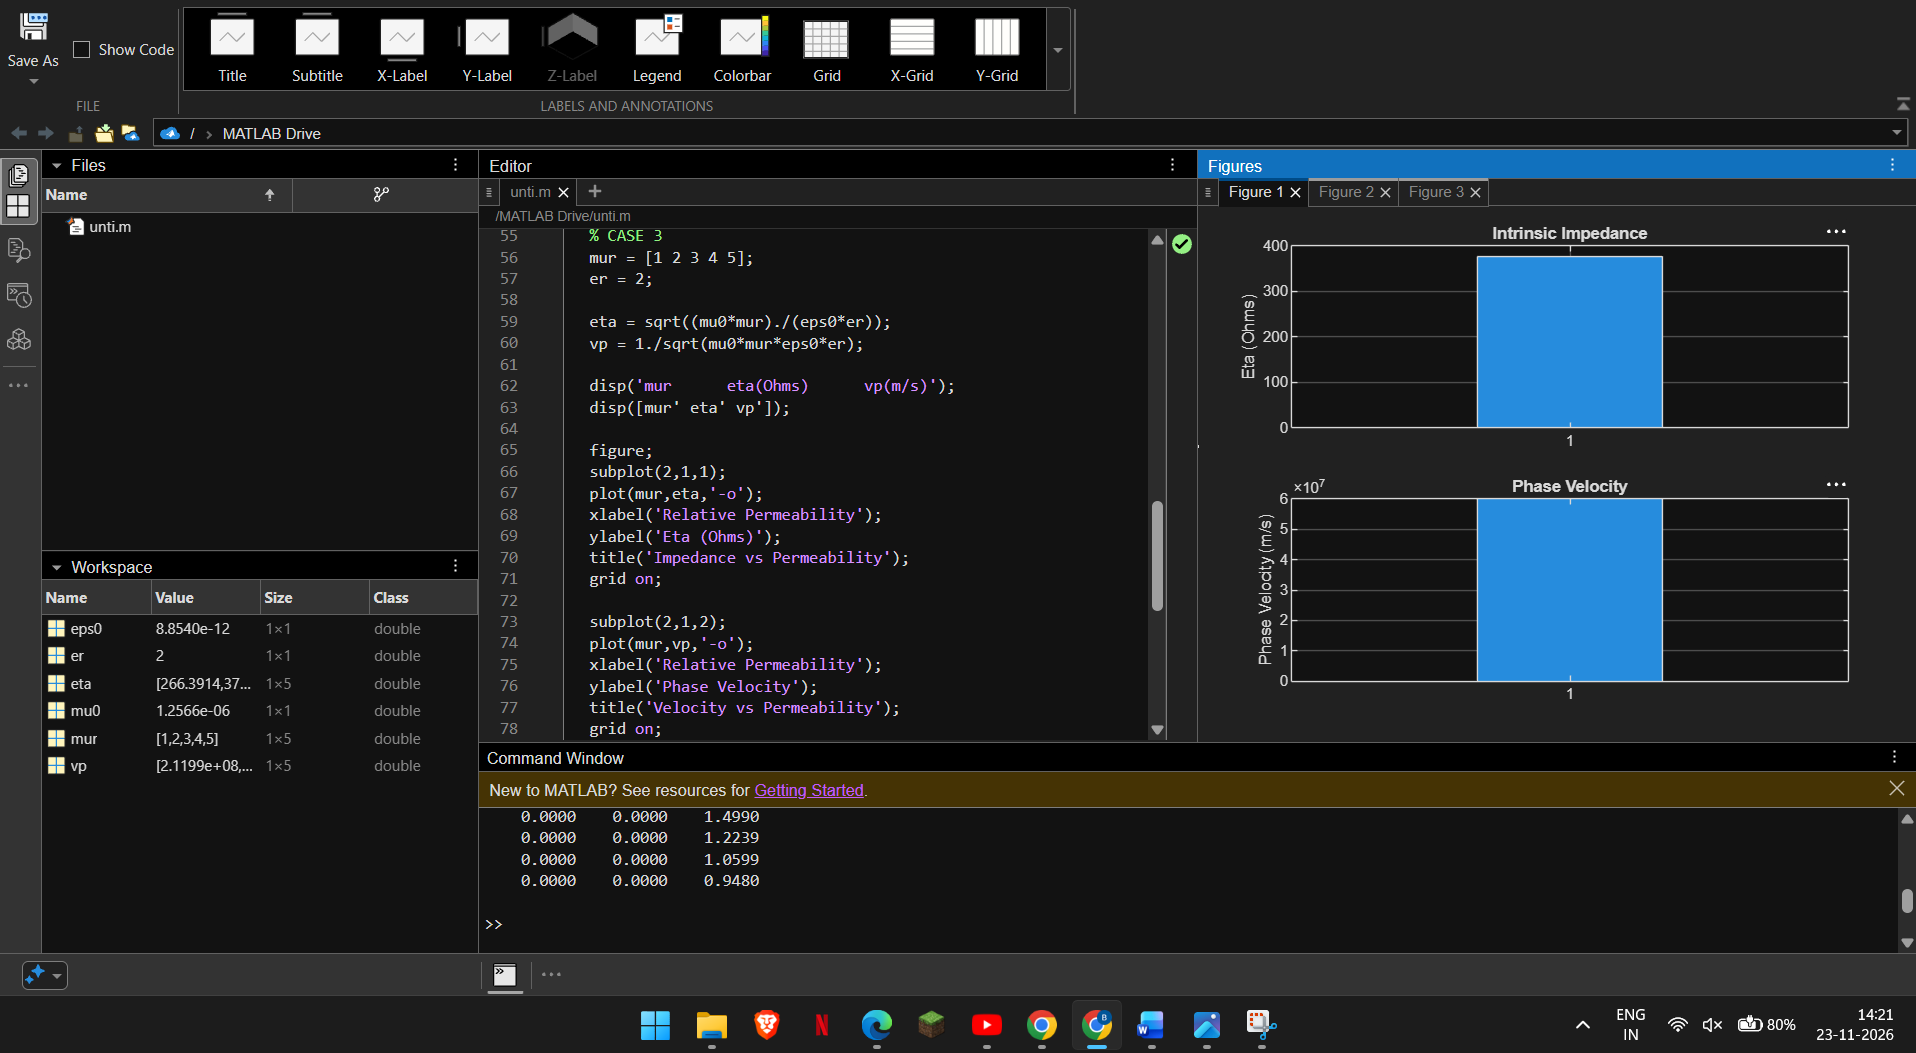 Save As
Show Code
FILE
Title
Subtitle
X-Label
Y-Label
Z-Label
Legend
Colorbar
Grid
X-Grid
Y-Grid
LABELS AND ANNOTATIONS
/ › MATLAB Drive
Files
Name
unti.m
Workspace
Name Value Size Class
eps0 8.8540e-12 1×1 double
er 2 1×1 double
eta [266.3914,37... 1×5 double
mu0 1.2566e-06 1×1 double
mur [1,2,3,4,5] 1×5 double
vp [2.1199e+08,... 1×5 double
Editor
unti.m
/MATLAB Drive/unti.m
55 % CASE 3
56 mur = [1 2 3 4 5];
57 er = 2;
58
59 eta = sqrt((mu0*mur)./(eps0*er));
60 vp = 1./sqrt(mu0*mur*eps0*er);
61
62 disp('mur      eta(Ohms)      vp(m/s)');
63 disp([mur' eta' vp']);
64
65 figure;
66 subplot(2,1,1);
67 plot(mur,eta,'-o');
68 xlabel('Relative Permeability');
69 ylabel('Eta (Ohms)');
70 title('Impedance vs Permeability');
71 grid on;
72
73 subplot(2,1,2);
74 plot(mur,vp,'-o');
75 xlabel('Relative Permeability');
76 ylabel('Phase Velocity');
77 title('Velocity vs Permeability');
78 grid on;
Figures
Figure 1 Figure 2 Figure 3
Intrinsic Impedance
Eta (Ohms)
400
300
200
100
0
1
Phase Velocity
×10⁷
Phase Velocity (m/s)
6
5
4
3
2
1
0
1
Command Window
New to MATLAB? See resources for Getting Started.
0.0000 0.0000 1.4990
0.0000 0.0000 1.2239
0.0000 0.0000 1.0599
0.0000 0.0000 0.9480
>>
ENG
IN
80%
14:21
23-11-2026